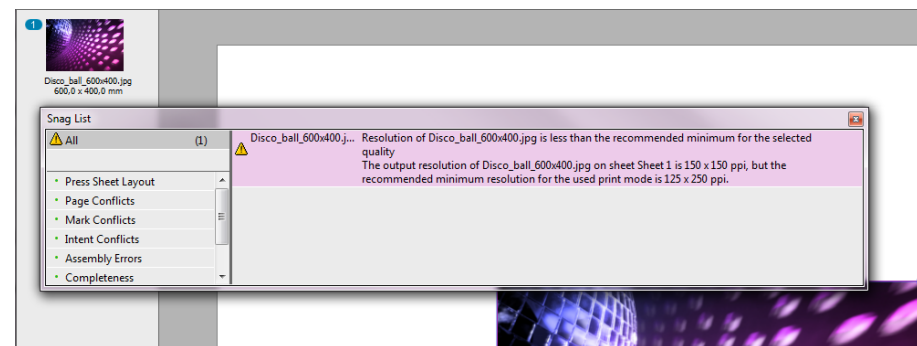 1
Disco_ball_600x400.jpg
600,0 x 400,0 mm
Snag List
All (1)
Disco_ball_600x400.j... Resolution of Disco_ball_600x400.jpg is less than the recommended minimum for the selected
quality
The output resolution of Disco_ball_600x400.jpg on sheet Sheet 1 is 150 x 150 ppi, but the
recommended minimum resolution for the used print mode is 125 x 250 ppi.
Press Sheet Layout
Page Conflicts
Mark Conflicts
Intent Conflicts
Assembly Errors
Completeness